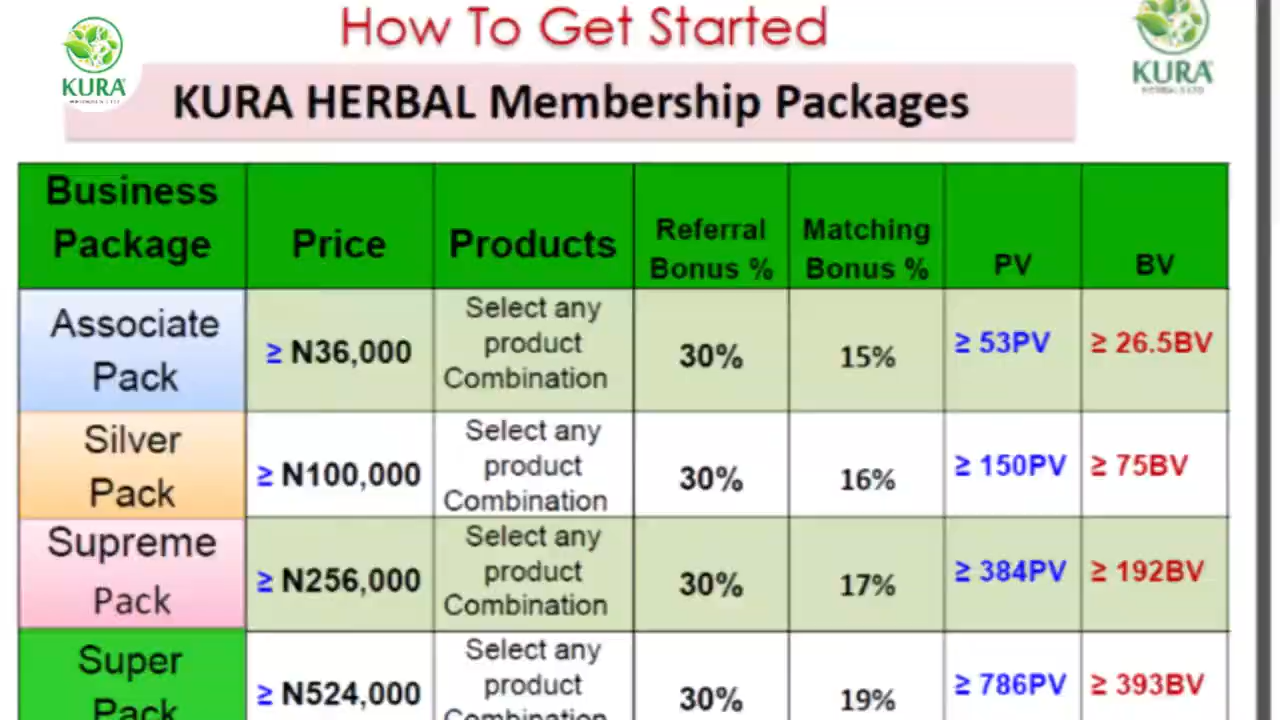 How To Get Started
KURA
KURA
KURA HERBAL Membership Packages
Business
Package
Price
Products
Referral
Bonus %
Matching
Bonus %
PV
BV
Associate
Pack
≥ N36,000
Select any
product
Combination
30%
15%
≥ 53PV
≥ 26.5BV
Silver
Pack
≥ N100,000
Select any
product
Combination
30%
16%
≥ 150PV
≥ 75BV
Supreme
Pack
≥ N256,000
Select any
product
Combination
30%
17%
≥ 384PV
≥ 192BV
Super
Pack
≥ N524,000
Select any
product
Combination
30%
19%
≥ 786PV
≥ 393BV